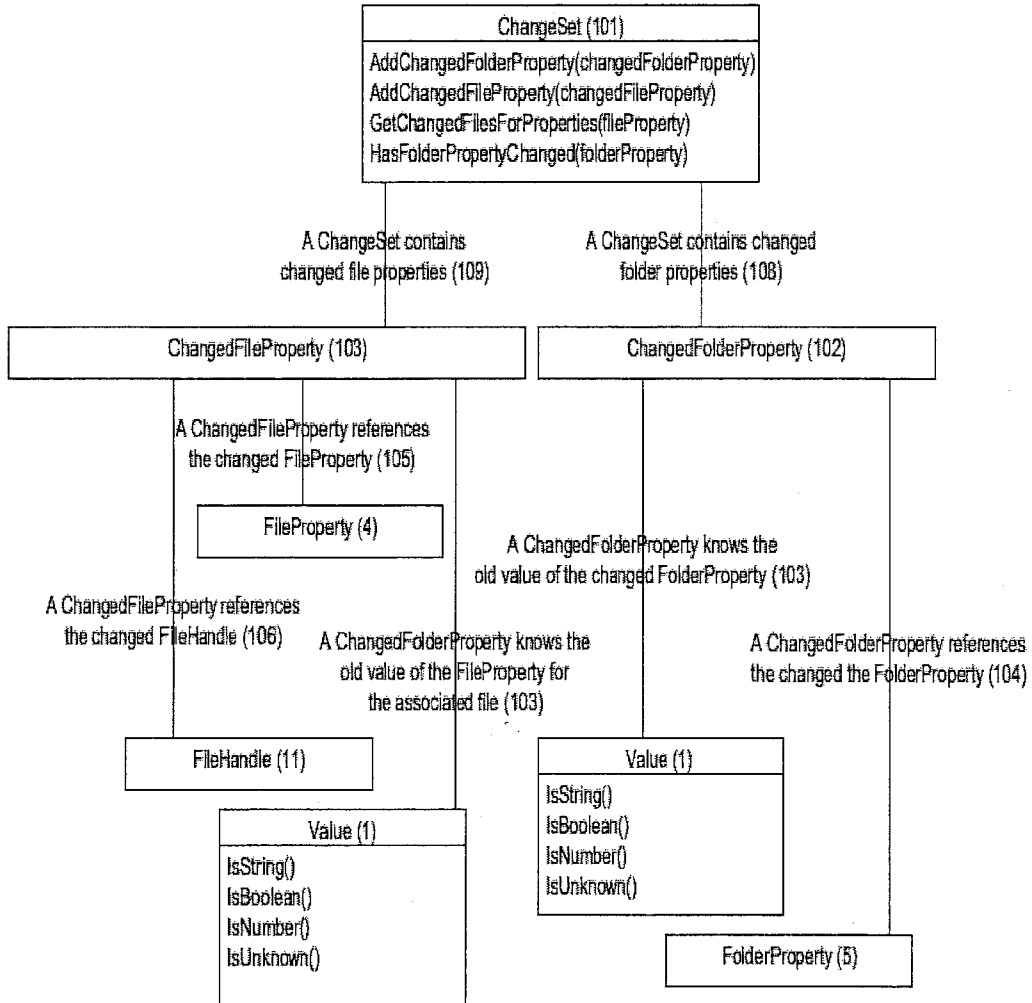 ChangeSet (101)
AddChangedFolderProperty(changedFolderProperty)
AddChangedFileProperty(changedFileProperty)
GetChangedFilesForProperties(fileProperty)
HasFolderPropertyChanged(folderProperty)
A ChangeSet contains
changed file properties (109)
A ChangeSet contains changed
folder properties (108)
ChangedFileProperty (103)
ChangedFolderProperty (102)
A ChangedFileProperty references
the changed FileProperty (105)
FileProperty (4)
A ChangedFolderProperty knows the
old value of the changed FolderProperty (103)
A ChangedFileProperty references
the changed FileHandle (106)
A ChangedFolderProperty knows the
old value of the FileProperty for
the associated file (103)
A ChangedFolderProperty references
the changed the FolderProperty (104)
FileHandle (11)
Value (1)
IsString()
IsBoolean()
IsNumber()
IsUnknown()
Value (1)
IsString()
IsBoolean()
IsNumber()
IsUnknown()
FolderProperty (5)